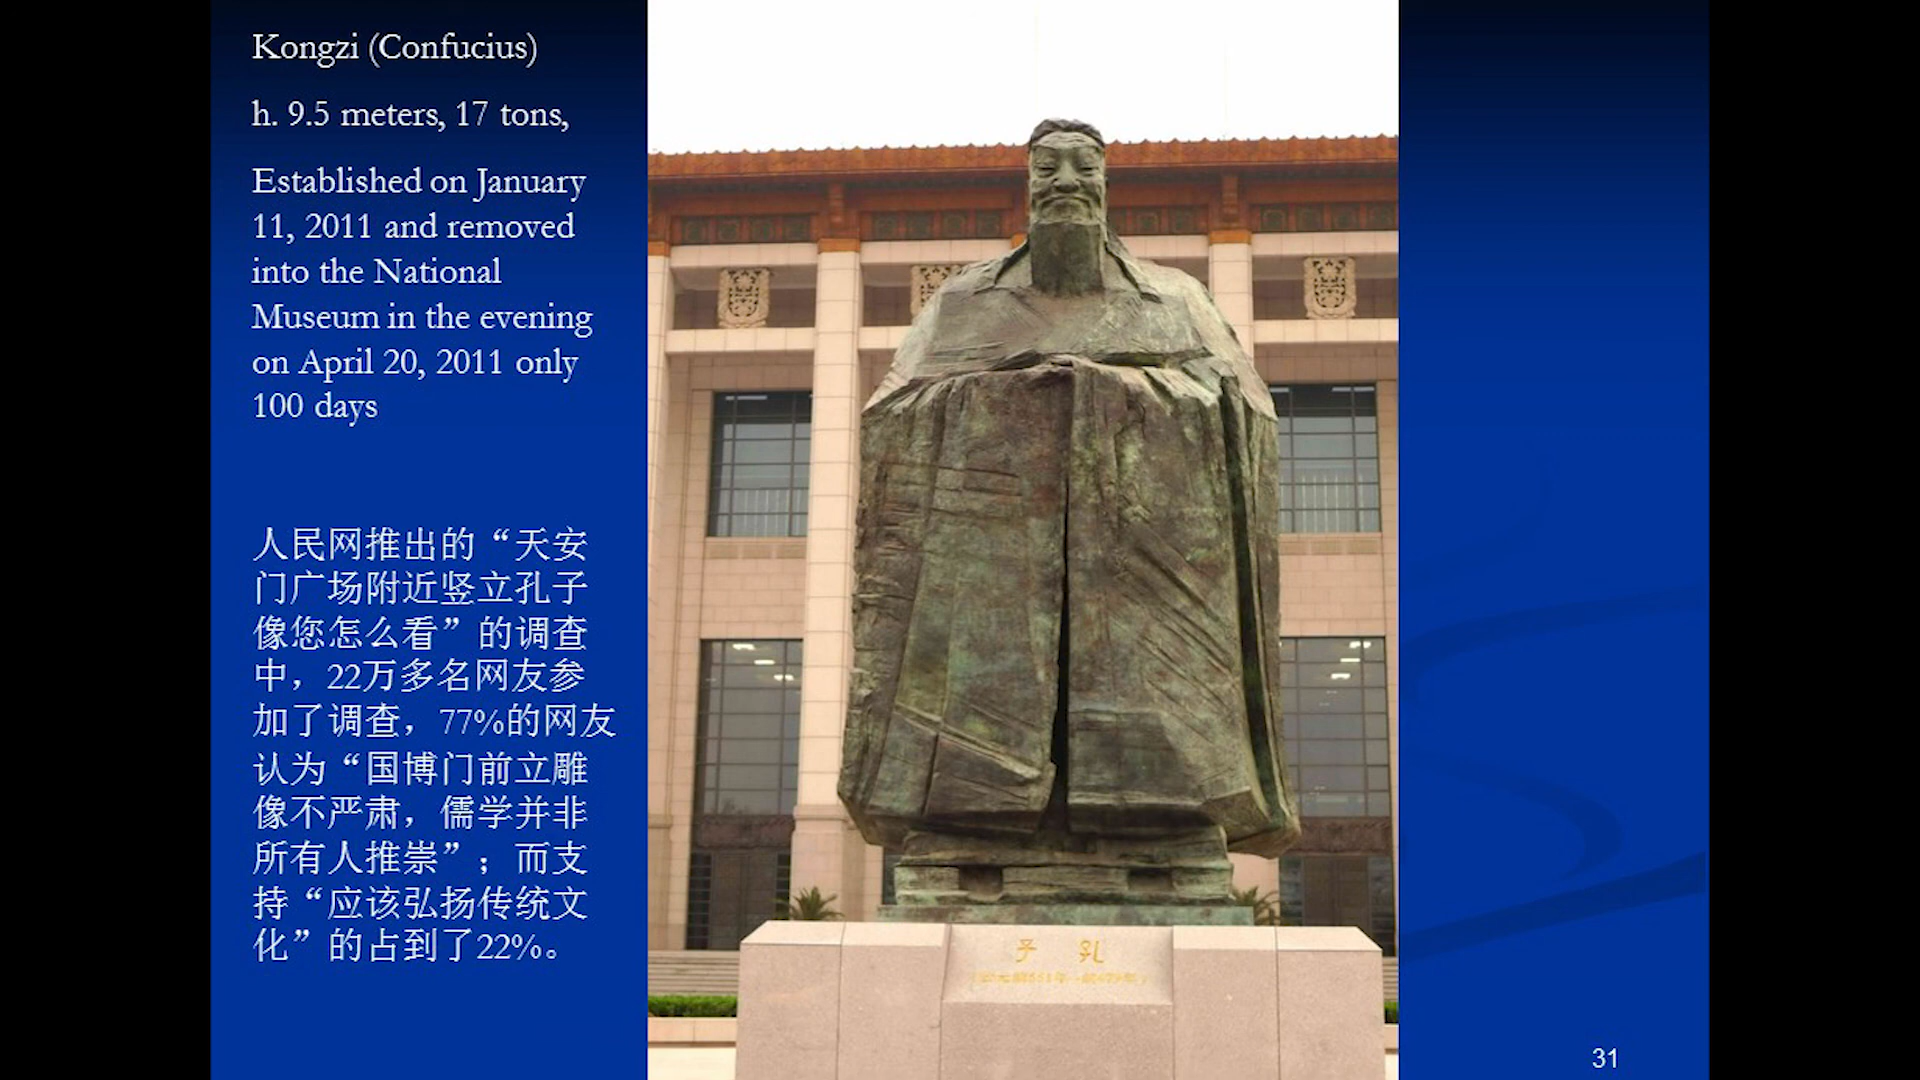 Kongzi (Confucius)
h. 9.5 meters, 17 tons,
Established on January
11, 2011 and removed
into the National
Museum in the evening
on April 20, 2011 only
100 days
人民网推出的“天安
门广场附近竖立孔子
像您怎么看”的调查
中，22万多名网友参
加了调查，77%的网友
认为“国博门前立雕
像不严肃，儒学并非
所有人推崇”；而支
持“应该弘扬传统文
化”的占到了22%。
子 孔
31